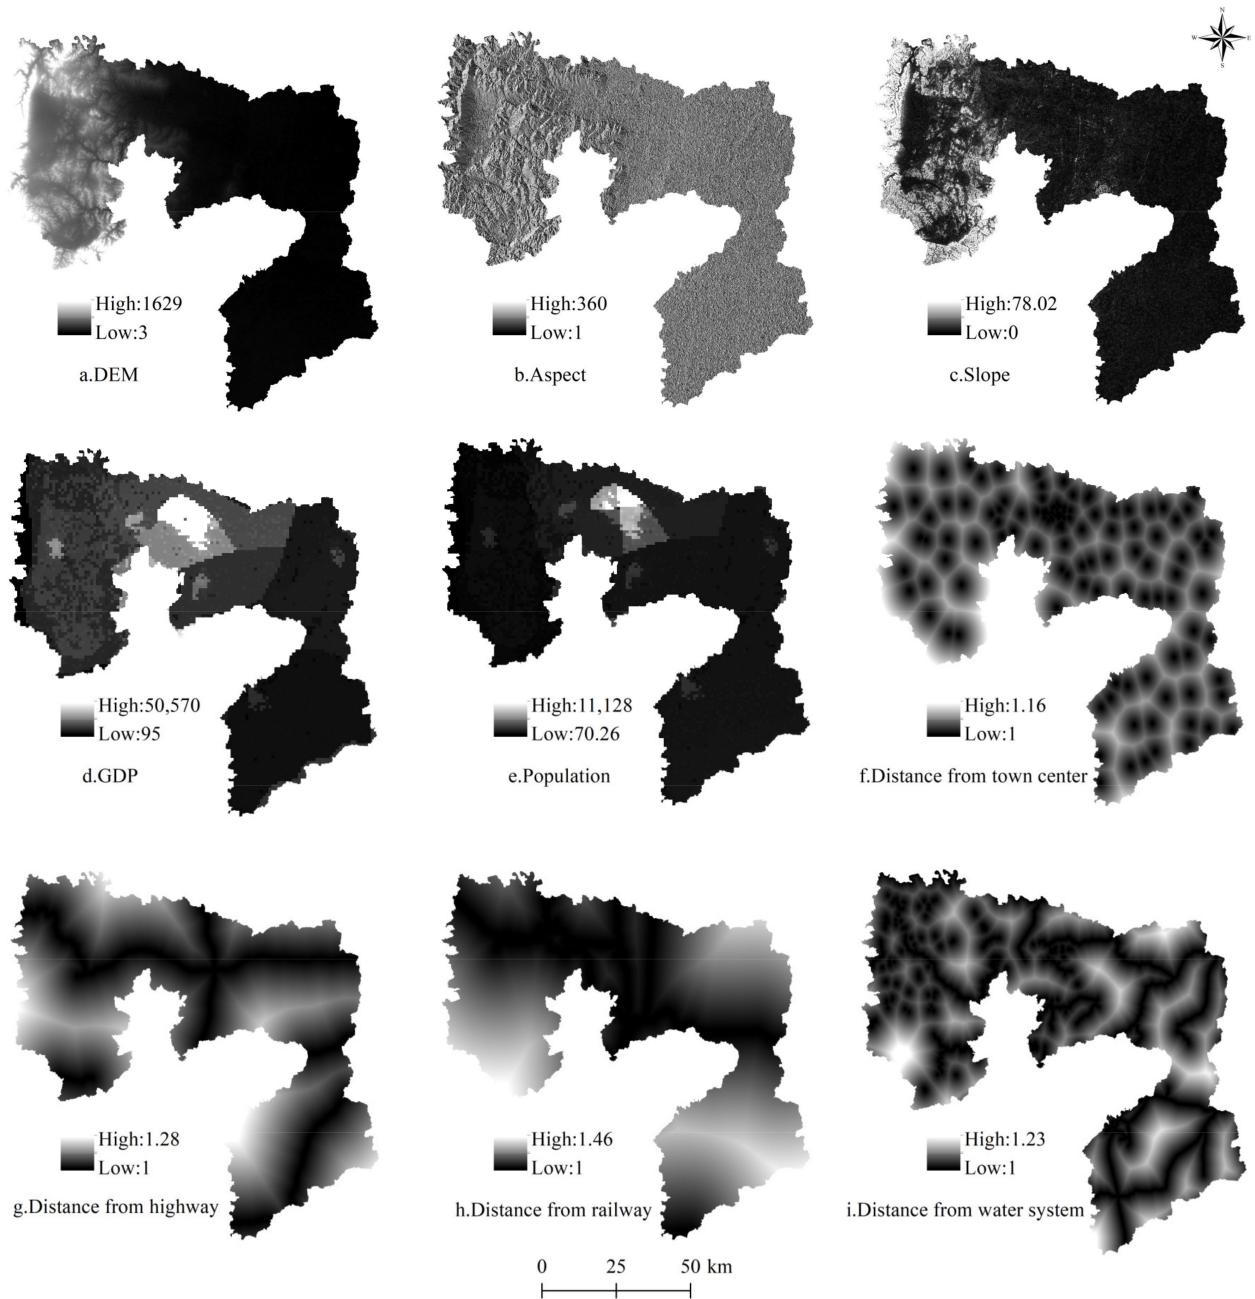 N
W E
S
High:1629
Low:3
a.DEM
High:360
Low:1
b.Aspect
High:78.02
Low:0
c.Slope
High:50,570
Low:95
d.GDP
High:11,128
Low:70.26
e.Population
High:1.16
Low:1
f.Distance from town center
High:1.28
Low:1
g.Distance from highway
High:1.46
Low:1
h.Distance from railway
High:1.23
Low:1
i.Distance from water system
0 25 50 km